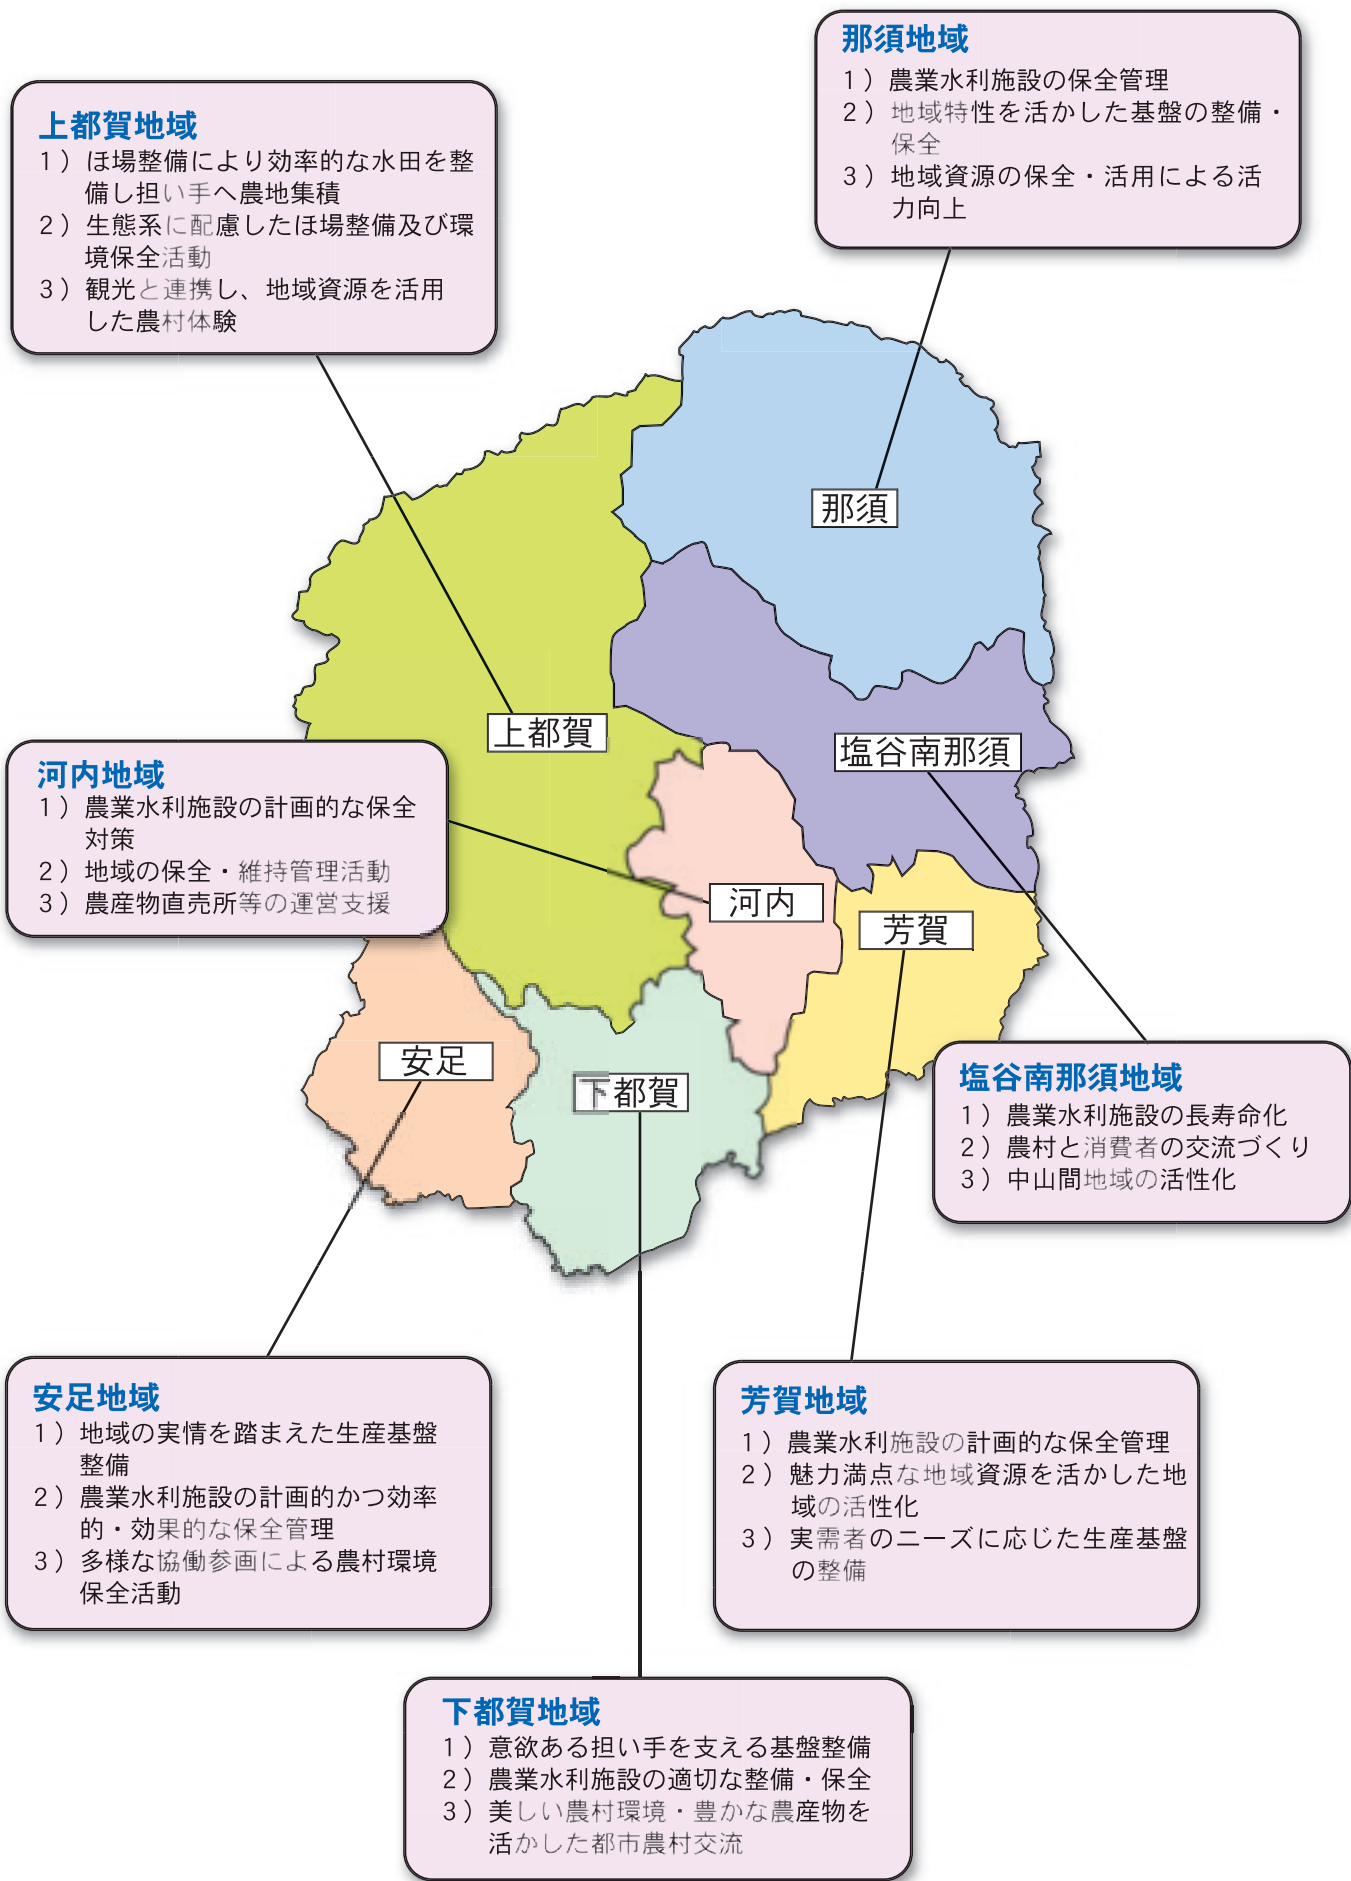 那須地域
1）農業水利施設の保全管理
2）地域特性を活かした基盤の整備・
保全
3）地域資源の保全・活用による活
力向上
上都賀地域
1）ほ場整備により効率的な水田を整
備し担い手へ農地集積
2）生態系に配慮したほ場整備及び環
境保全活動
3）観光と連携し、地域資源を活用
した農村体験
那須
上都賀
塩谷南那須
河内地域
1）農業水利施設の計画的な保全
対策
2）地域の保全・維持管理活動
3）農産物直売所等の運営支援
河内
芳賀
安足
下都賀
塩谷南那須地域
1）農業水利施設の長寿命化
2）農村と消費者の交流づくり
3）中山間地域の活性化
安足地域
1）地域の実情を踏まえた生産基盤
整備
2）農業水利施設の計画的かつ効率
的・効果的な保全管理
3）多様な協働参画による農村環境
保全活動
芳賀地域
1）農業水利施設の計画的な保全管理
2）魅力満点な地域資源を活かした地
域の活性化
3）実需者のニーズに応じた生産基盤
の整備
下都賀地域
1）意欲ある担い手を支える基盤整備
2）農業水利施設の適切な整備・保全
3）美しい農村環境・豊かな農産物を
活かした都市農村交流